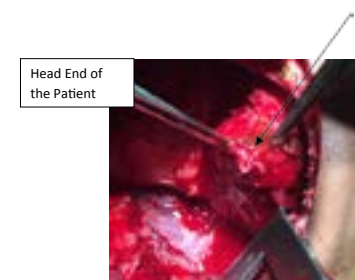 Head End of
the Patient